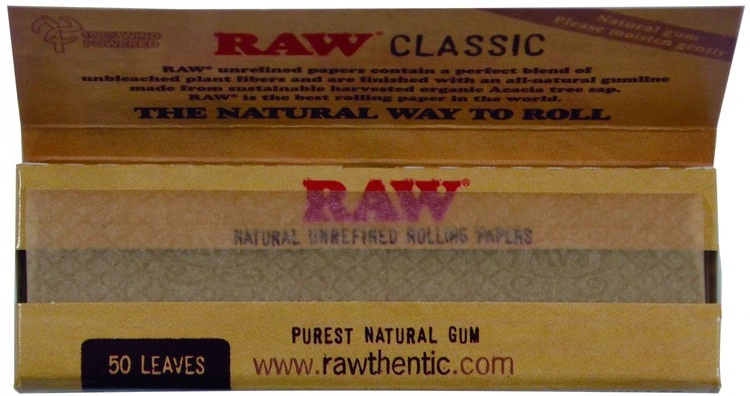 100% WIND
POWERED
RAW® CLASSIC
Natural gum
Please moisten gently
RAW® unrefined papers contain a perfect blend of
unbleached plant fibers and are finished with an all-natural gumline
made from sustainable harvested organic Acacia tree sap.
RAW® is the best rolling paper in the world.
THE NATURAL WAY TO ROLL
RAW®
NATURAL UNREFINED ROLLING PAPERS
PUREST NATURAL GUM
50 LEAVES
www.rawthentic.com